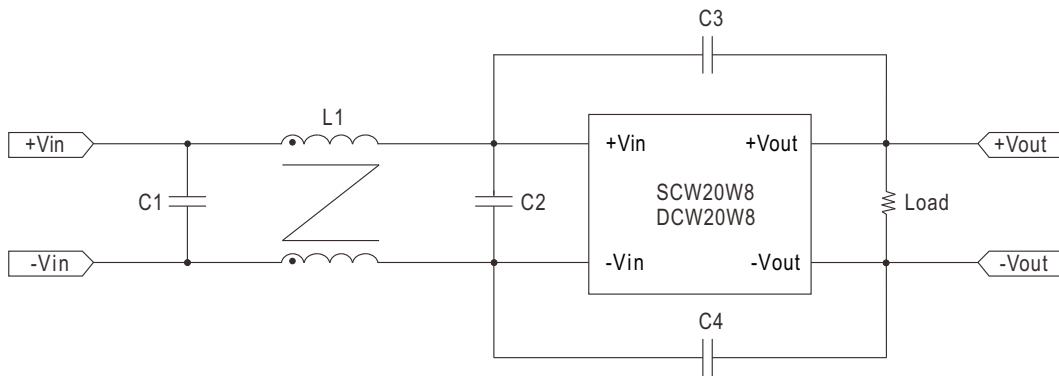 C3
L1
+Vin
+Vin
+Vout
+Vout
C1
C2
SCW20W8
DCW20W8
Load
-Vin
-Vin
-Vout
-Vout
C4